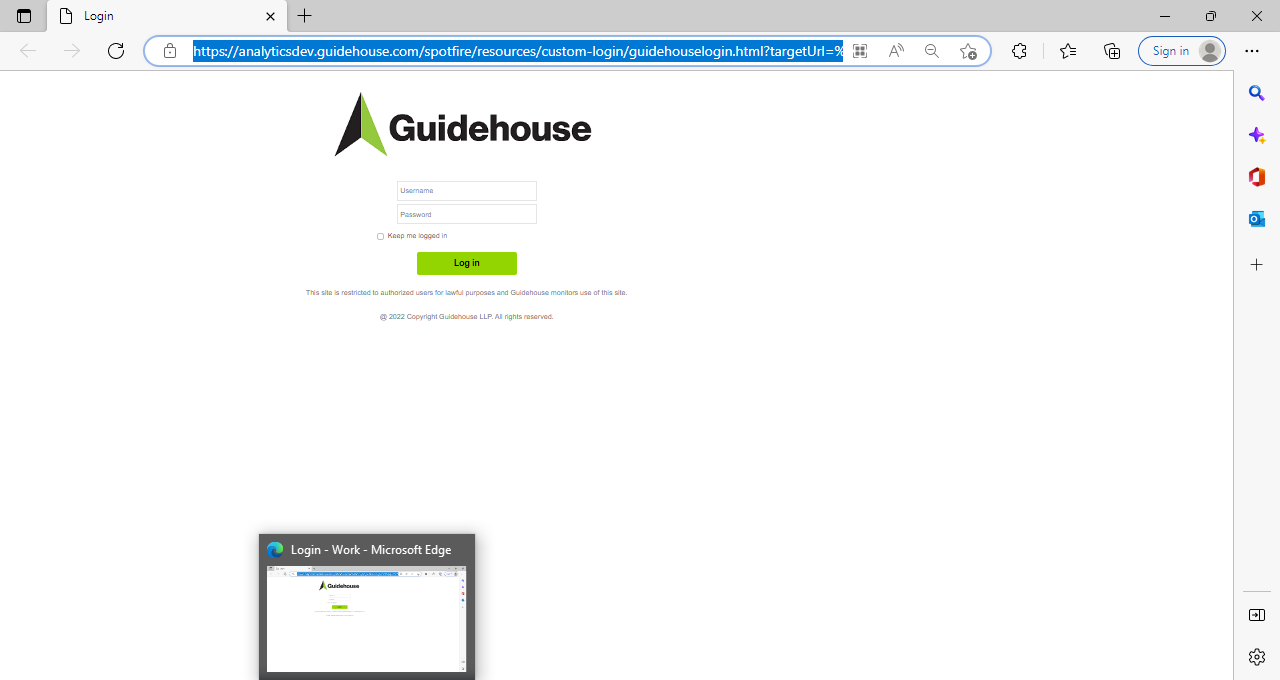 Login
https://analyticsdev.guidehouse.com/spotfire/resources/custom-login/guidehouselogin.html?targetUrl=%
Sign in
Guidehouse
Username
Password
Keep me logged in
Log in
This site is restricted to authorized users for lawful purposes and Guidehouse monitors use of this site.
@ 2022 Copyright Guidehouse LLP. All rights reserved.
Login - Work - Microsoft Edge
Guidehouse